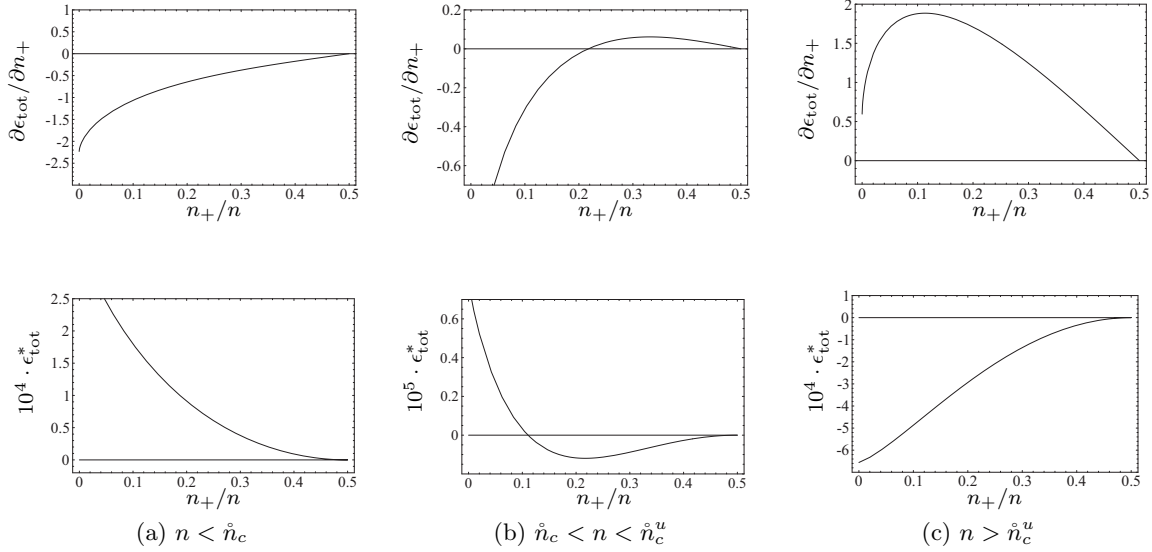 1
0.5
0
-0.5
-1
-1.5
-2
-2.5
∂ϵ_tot/∂n_+
0 0.1 0.2 0.3 0.4 0.5
n_+/n
0.2
0
-0.2
-0.4
-0.6
∂ϵ_tot/∂n_+
0 0.1 0.2 0.3 0.4 0.5
n_+/n
2
1.5
1
0.5
0
∂ϵ_tot/∂n_+
0 0.1 0.2 0.3 0.4 0.5
n_+/n
2.5
2
1.5
1
0.5
0
10^4 · ϵ*_tot
0 0.1 0.2 0.3 0.4 0.5
n_+/n
(a) n < n̊_c
0.6
0.4
0.2
0
10^5 · ϵ*_tot
0 0.1 0.2 0.3 0.4 0.5
n_+/n
(b) n̊_c < n < n̊_c^u
1
0
-1
-2
-3
-4
-5
-6
10^4 · ϵ*_tot
0 0.1 0.2 0.3 0.4 0.5
n_+/n
(c) n > n̊_c^u